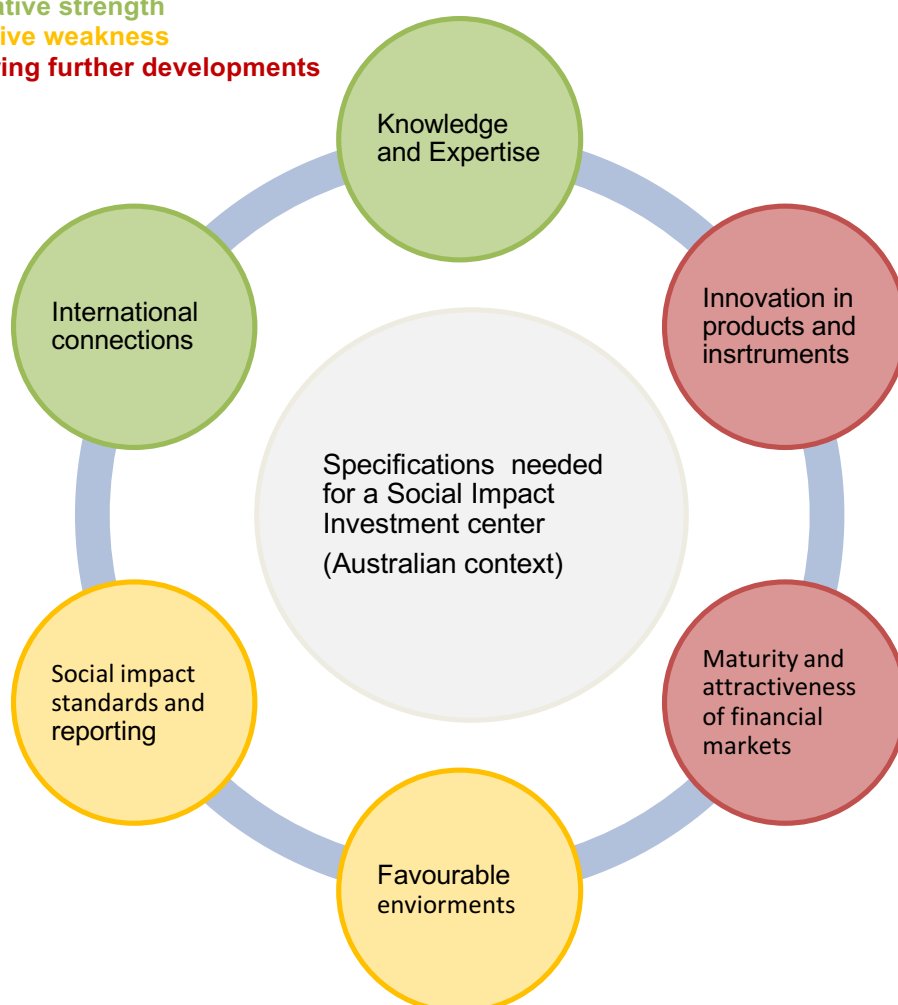 ative strength
ive weakness
ing further developments
Knowledge
and Expertise
International
connections
Innovation in
products and
insrtruments
Specifications needed
for a Social Impact
Investment center
(Australian context)
Social impact
standards and
reporting
Maturity and
attractiveness
of financial
markets
Favourable
enviorments